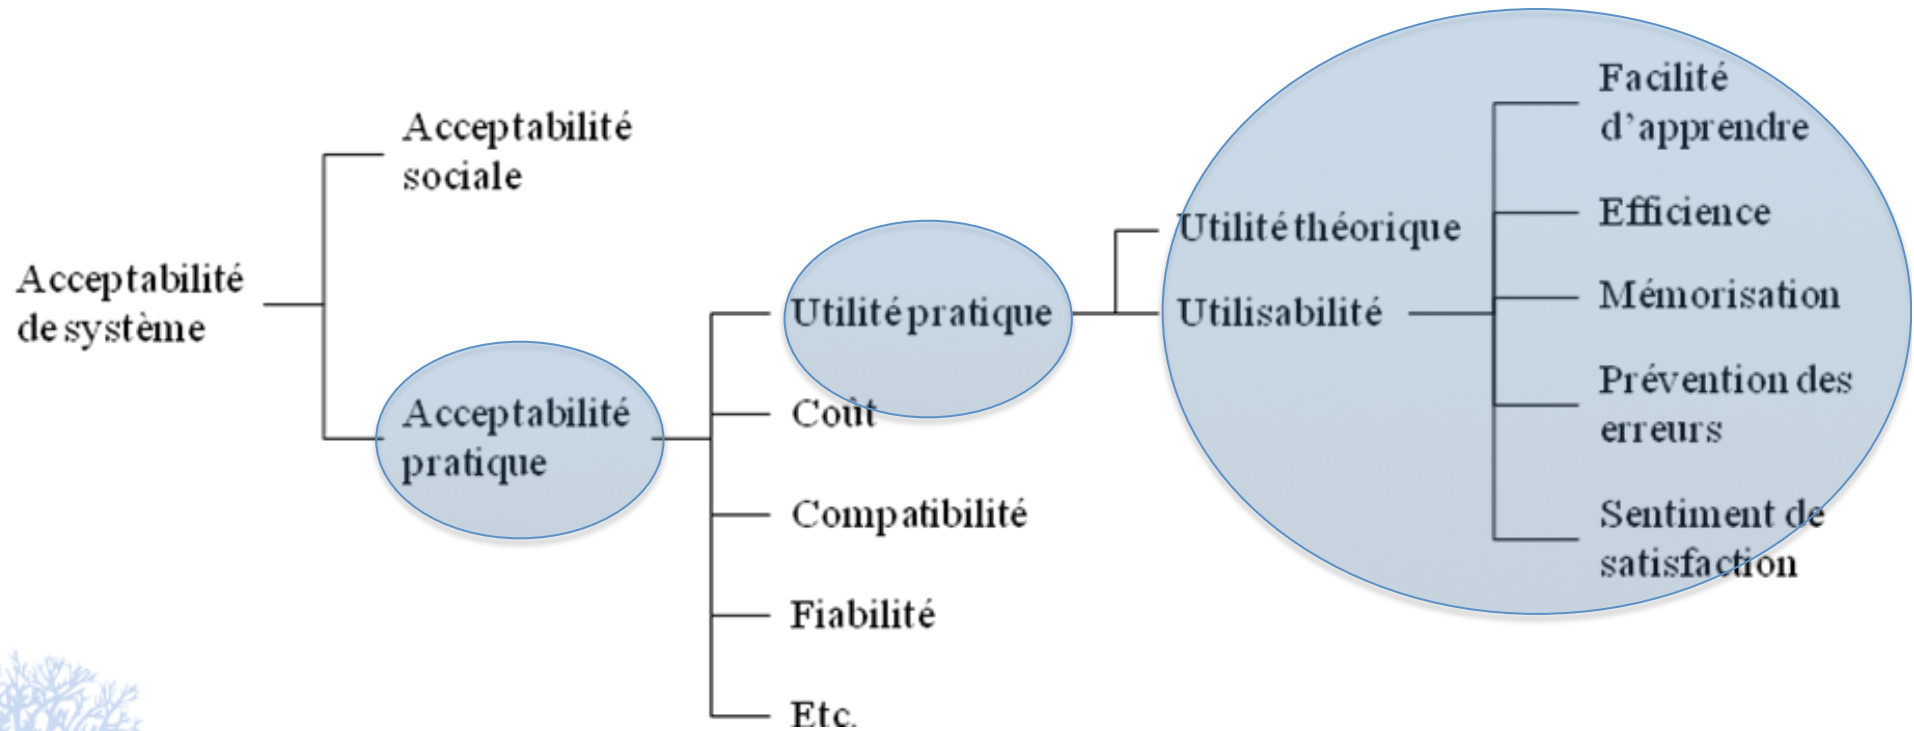 Acceptabilité
de système
Acceptabilité
sociale
Acceptabilité
pratique
Utilité pratique
Coût
Compatibilité
Fiabilité
Etc.
Utilité théorique
Utilisabilité
Facilité
d’apprendre
Efficience
Mémorisation
Prévention des
erreurs
Sentiment de
satisfaction